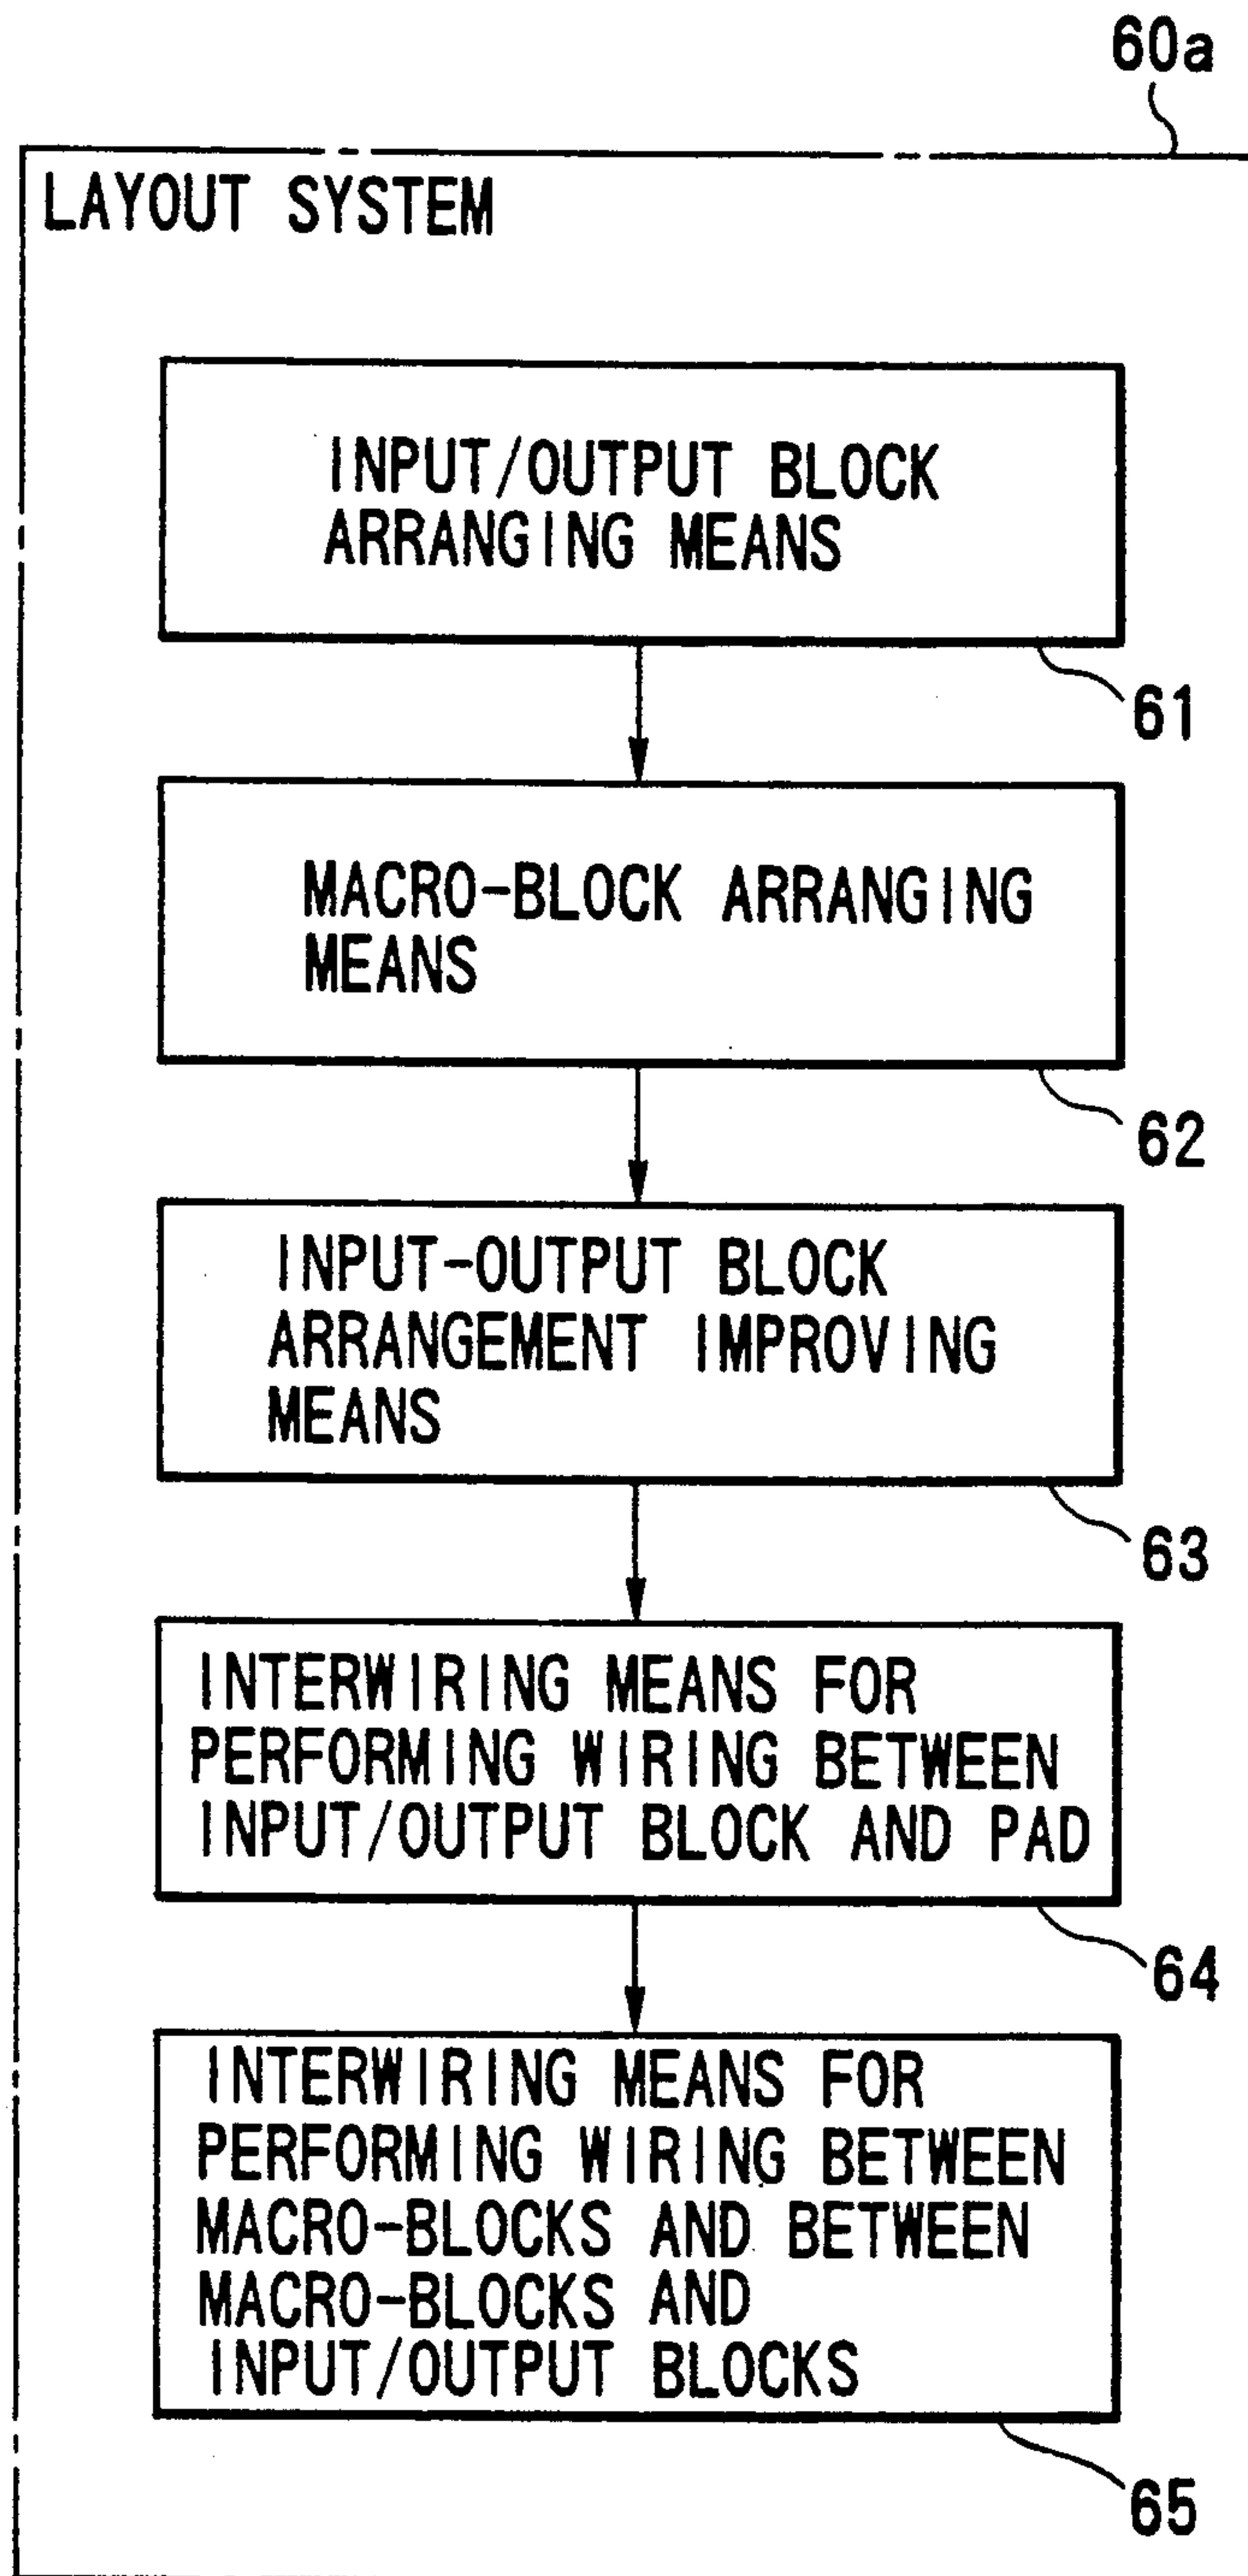 60a
LAYOUT SYSTEM
INPUT/OUTPUT BLOCK
ARRANGING MEANS
61
MACRO-BLOCK ARRANGING
MEANS
62
INPUT-OUTPUT BLOCK
ARRANGEMENT IMPROVING
MEANS
63
INTERWIRING MEANS FOR
PERFORMING WIRING BETWEEN
INPUT/OUTPUT BLOCK AND PAD
64
INTERWIRING MEANS FOR
PERFORMING WIRING BETWEEN
MACRO-BLOCKS AND BETWEEN
MACRO-BLOCKS AND
INPUT/OUTPUT BLOCKS
65